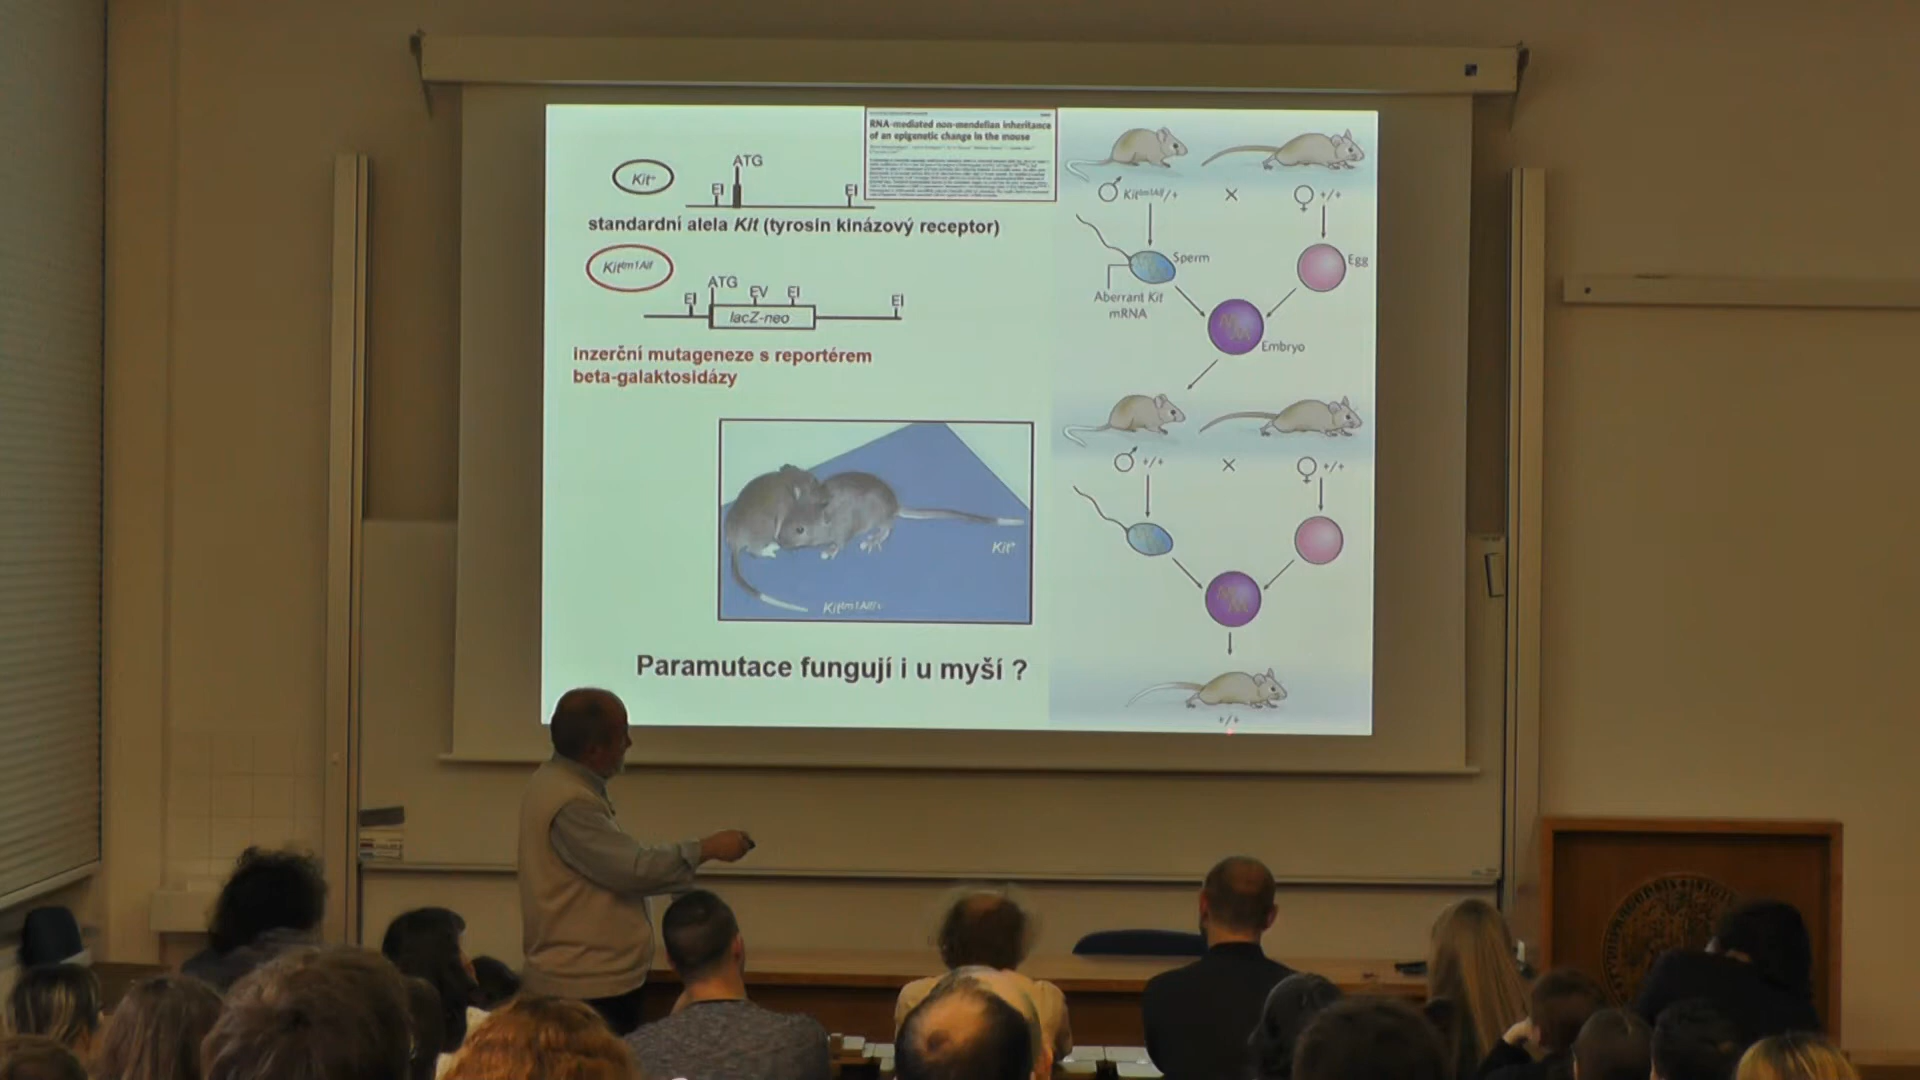 RNA-mediated non-mendelian inheritance
of an epigenetic change in the mouse
Kit+
ATG
EI
EI
standardní alela Kit (tyrosin kinázový receptor)
Kittm1Alf
ATG
EI
EV
EI
EI
lacZ-neo
inzerční mutageneze s reportérem
beta-galaktosidázy
Kit*
Kittm1Alf/+
Paramutace fungují i u myší ?
♂ Kittm1Alf/+
×
♀ +/+
Sperm
Egg
Aberrant Kit
mRNA
Embryo
♂ +/+
×
♀ +/+
+/+